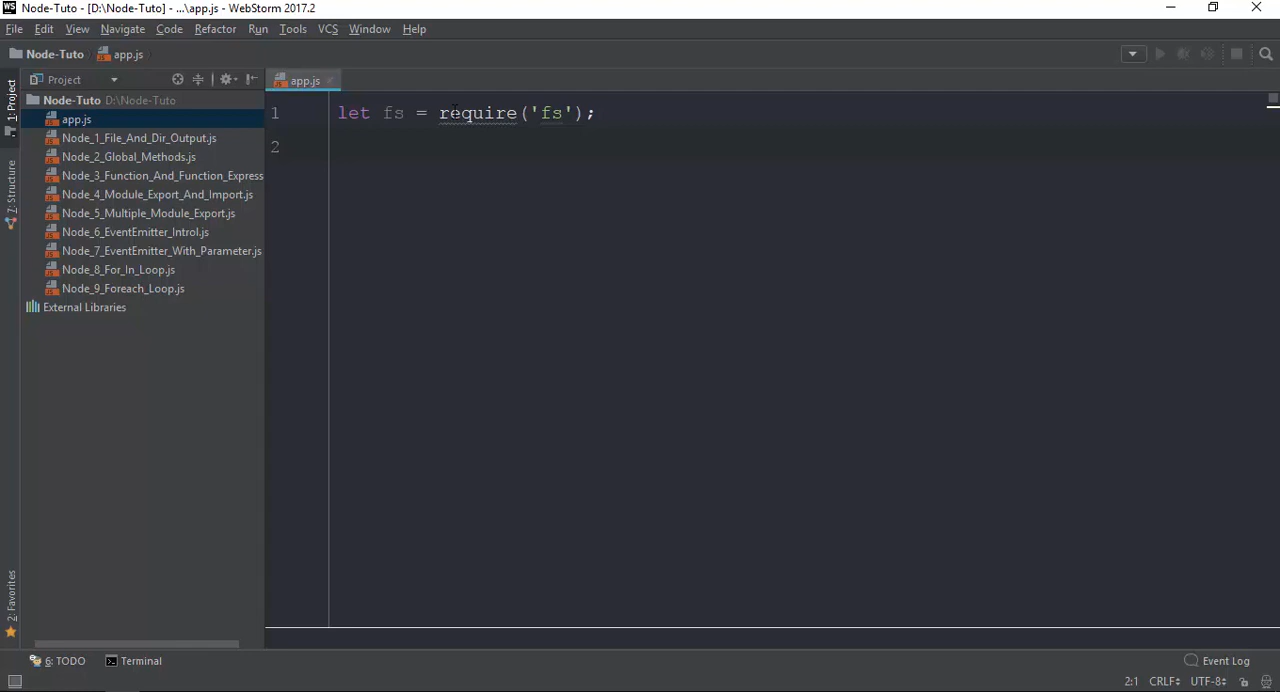 WS Node-Tuto - [D:\Node-Tuto] - ...\app.js - WebStorm 2017.2
File Edit View Navigate Code Refactor Run Tools VCS Window Help
Node-Tuto app.js
1: Project
Project
app.js
Node-Tuto D:\Node-Tuto
app.js
Node_1_File_And_Dir_Output.js
Node_2_Global_Methods.js
Node_3_Function_And_Function_Express
Node_4_Module_Export_And_Import.js
Node_5_Multiple_Module_Export.js
Node_6_EventEmitter_Introl.js
Node_7_EventEmitter_With_Parameter.js
Node_8_For_In_Loop.js
Node_9_Foreach_Loop.js
External Libraries
1 let fs = require('fs');
2
7: Structure
2: Favorites
6: TODO Terminal Event Log
2:1 CRLF UTF-8